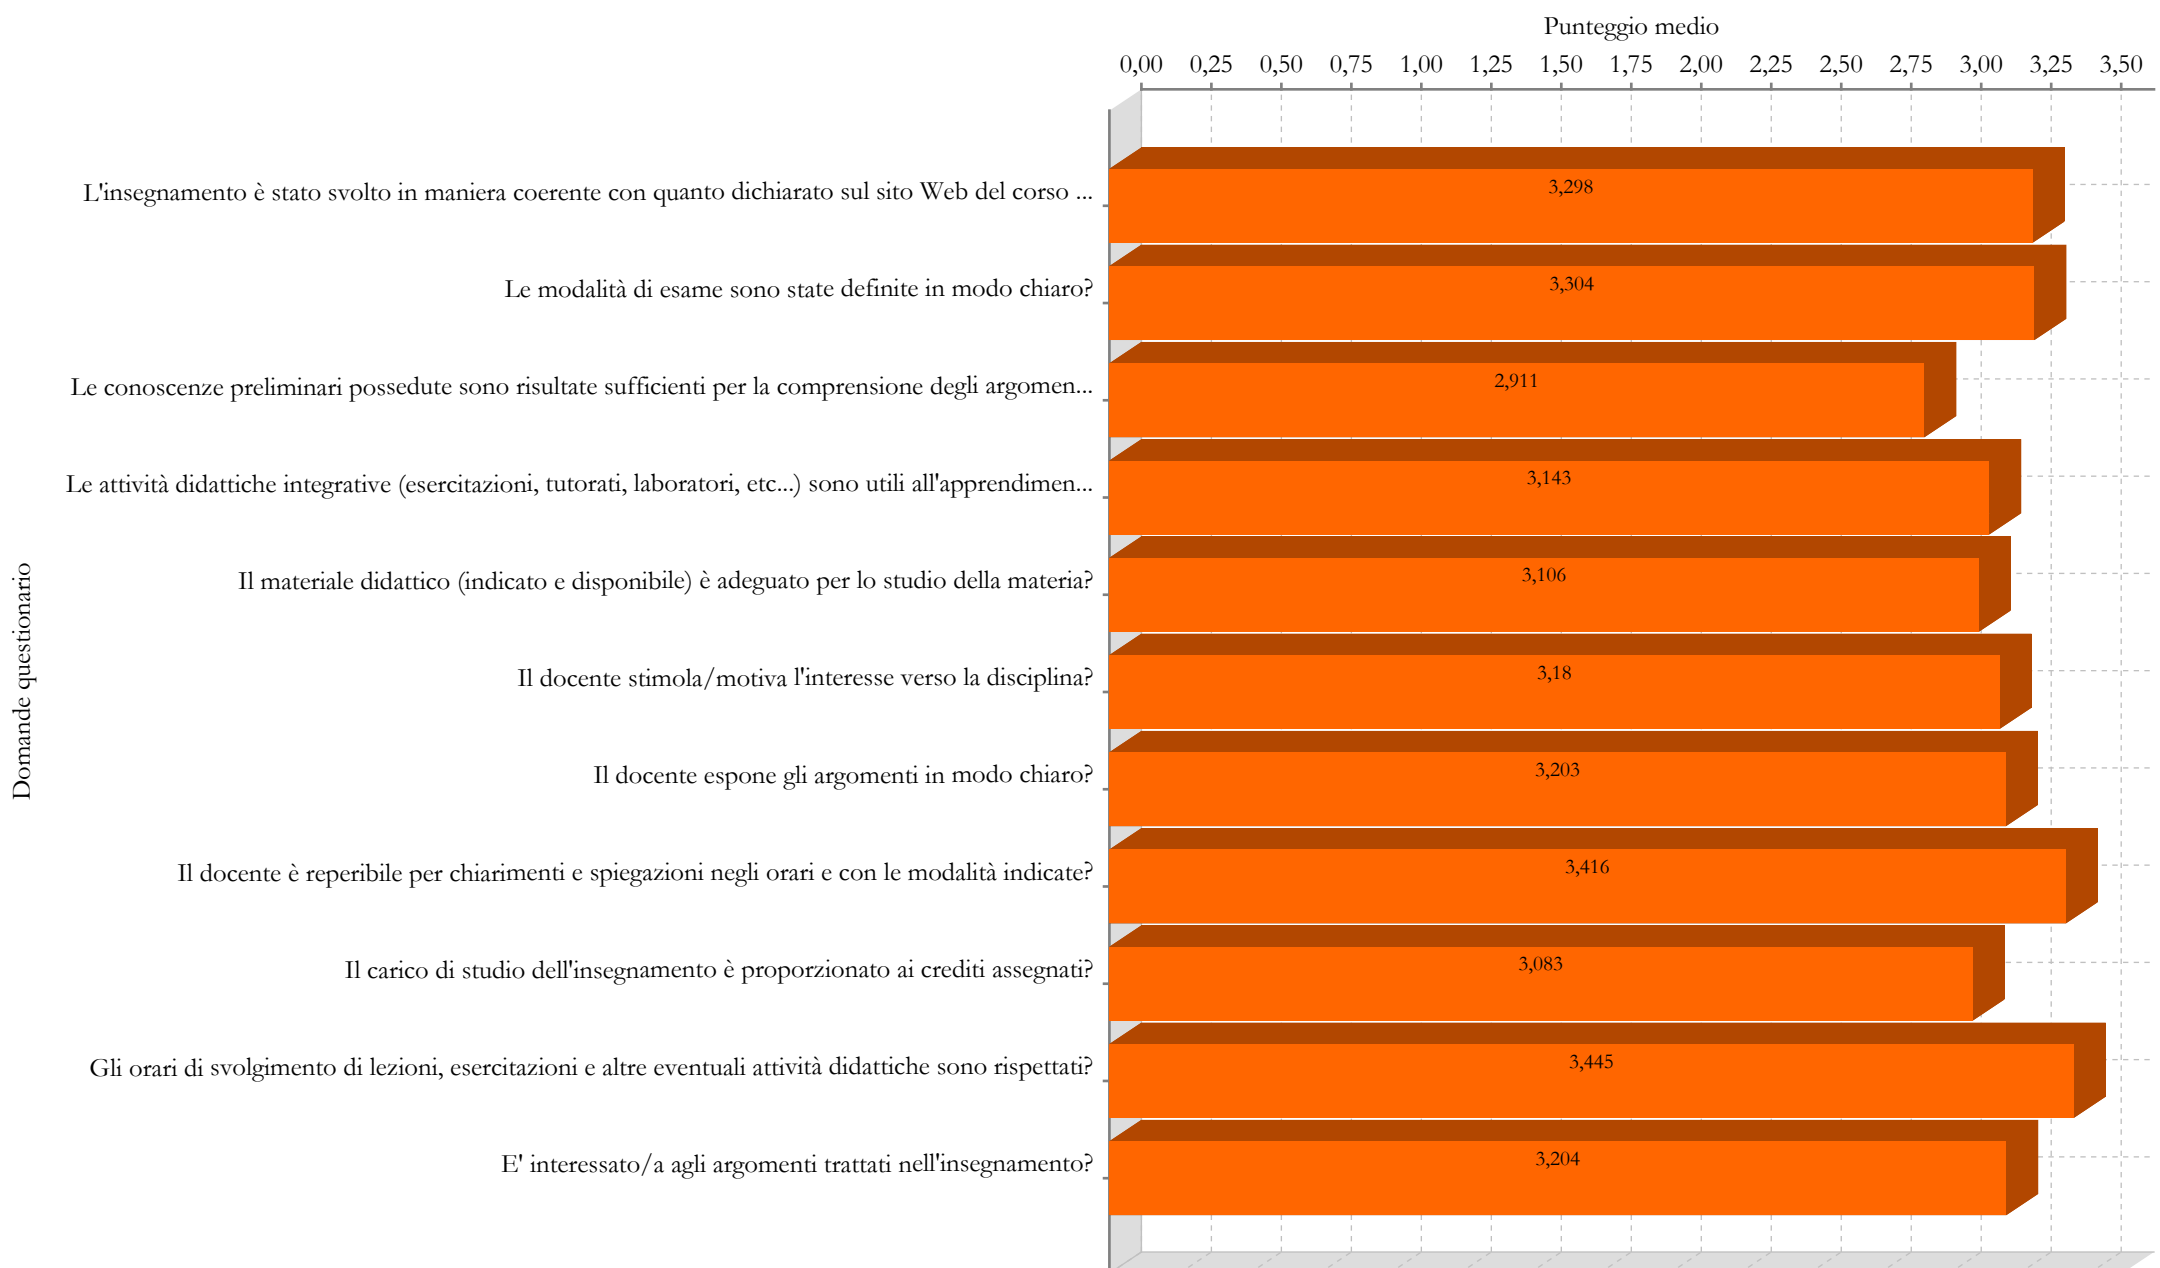 Punteggio medio
0,00 0,25 0,50 0,75 1,00 1,25 1,50 1,75 2,00 2,25 2,50 2,75 3,00 3,25 3,50
Domande questionario
L'insegnamento è stato svolto in maniera coerente con quanto dichiarato sul sito Web del corso ... 3,298
Le modalità di esame sono state definite in modo chiaro? 3,304
Le conoscenze preliminari possedute sono risultate sufficienti per la comprensione degli argomen... 2,911
Le attività didattiche integrative (esercitazioni, tutorati, laboratori, etc...) sono utili all'apprendimen... 3,143
Il materiale didattico (indicato e disponibile) è adeguato per lo studio della materia? 3,106
Il docente stimola/motiva l'interesse verso la disciplina? 3,18
Il docente espone gli argomenti in modo chiaro? 3,203
Il docente è reperibile per chiarimenti e spiegazioni negli orari e con le modalità indicate? 3,416
Il carico di studio dell'insegnamento è proporzionato ai crediti assegnati? 3,083
Gli orari di svolgimento di lezioni, esercitazioni e altre eventuali attività didattiche sono rispettati? 3,445
E' interessato/a agli argomenti trattati nell'insegnamento? 3,204